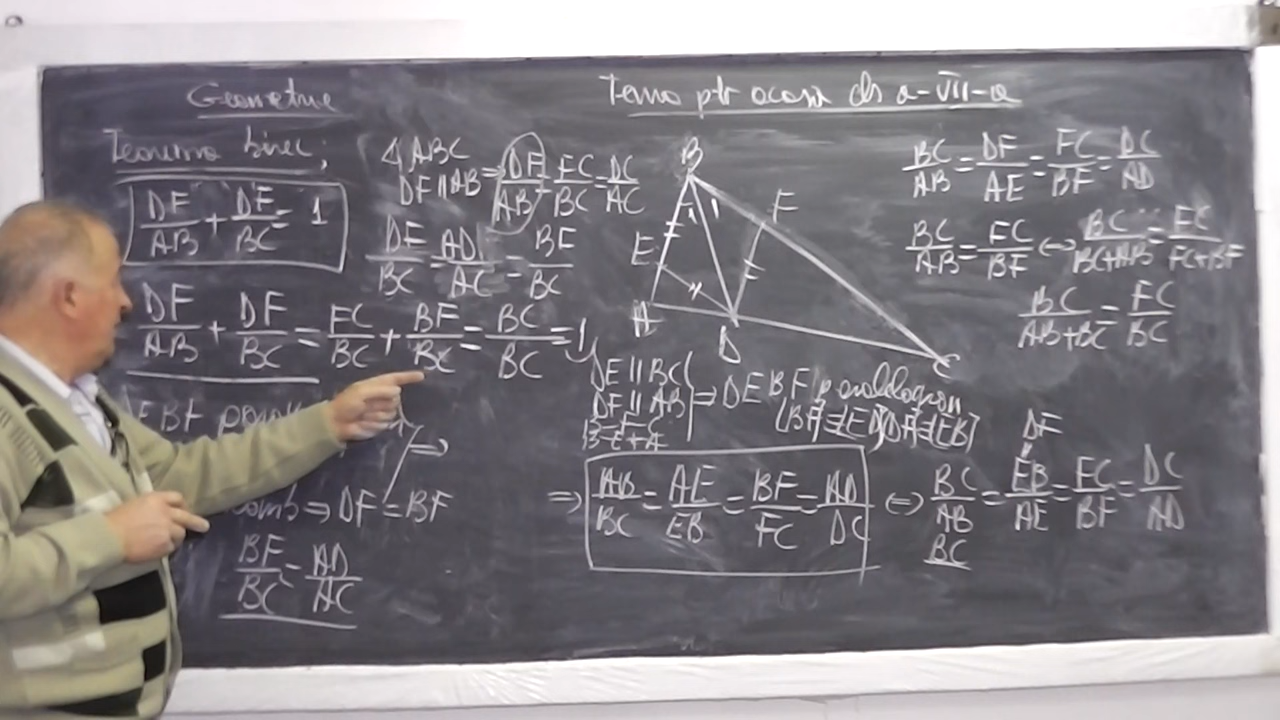 Geometrie
Tema ptr acasă cls a-VII-a
Teorema bisec;
DF/AB + DF/BC = 1
△ABC
DF∥AB = DF/AB = FC/BC = DC/AC
DF/BC = AD/AC = BF/BC
DF/AB + DF/BC = FC/BC + BF/BC = BC/BC = 1
DF = BF
BF/BC = AD/AC
B
F
E
A
D
C
DE ∥ BC
DF ∥ AB
⇒ DEBF paralelogram
BC/AB = DF/AE = FC/BF = DC/AD
BC/AB = FC/BF ⇔ BC/BC+AB = FC/FC+BF
BC/AB+BC = FC/BC
DF
⇒ AB/BC = AE/EB = BF/FC = AD/DC ⇔ BC/AB = EB/AE = FC/BF = DC/AD
BC